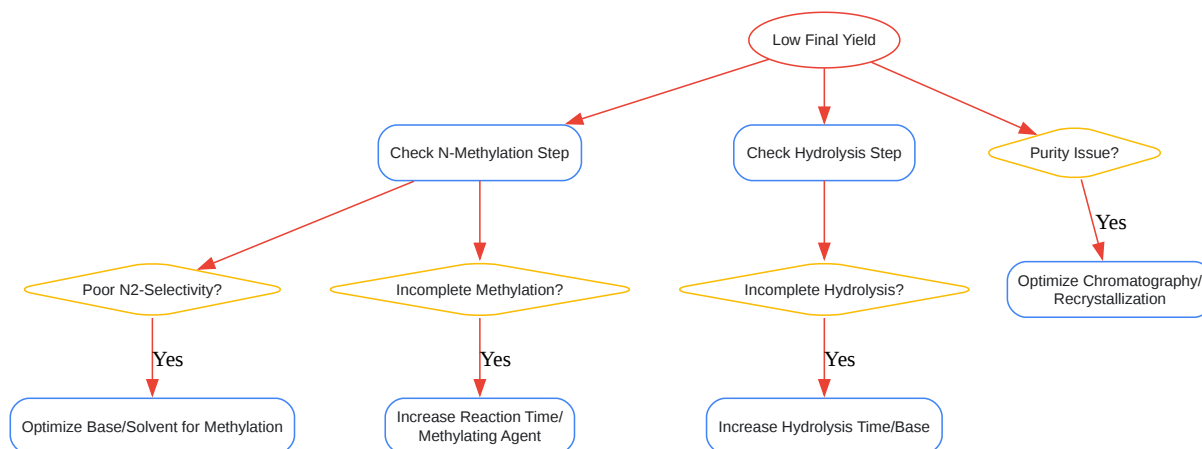 Low Final Yield
Check N-Methylation Step
Check Hydrolysis Step
Purity Issue?
Yes
Poor N2-Selectivity?
Incomplete Methylation?
Incomplete Hydrolysis?
Optimize Chromatography/
Recrystallization
Yes
Yes
Yes
Optimize Base/Solvent for Methylation
Increase Reaction Time/
Methylating Agent
Increase Hydrolysis Time/Base